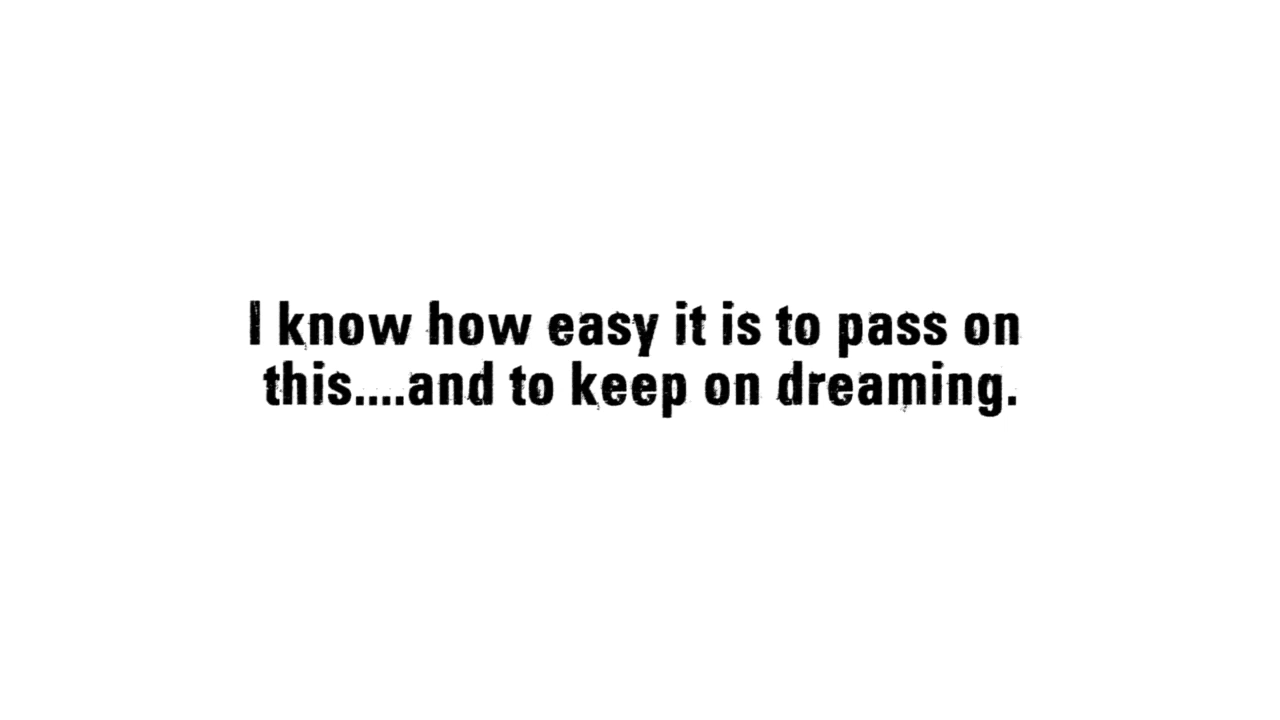 I know how easy it is to pass on
this....and to keep on dreaming.